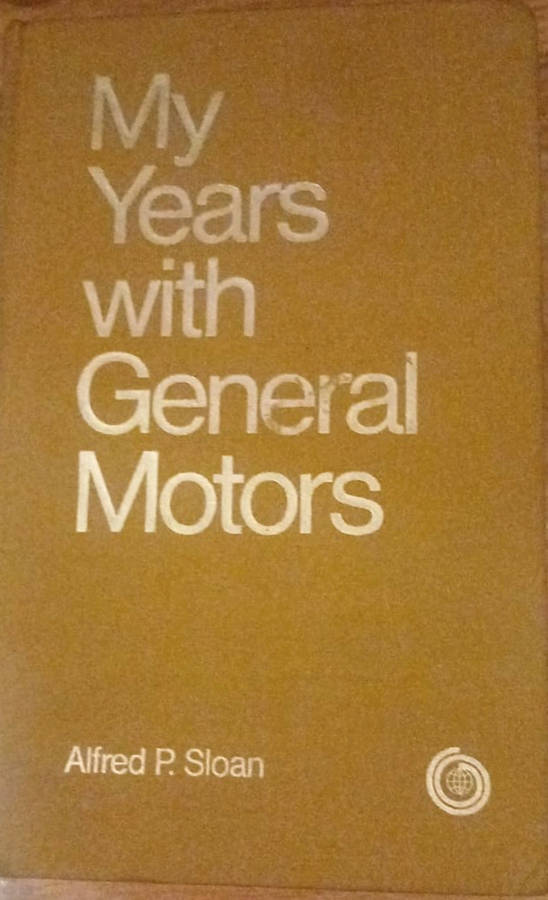 My
Years
with
General
Motors
Alfred P. Sloan